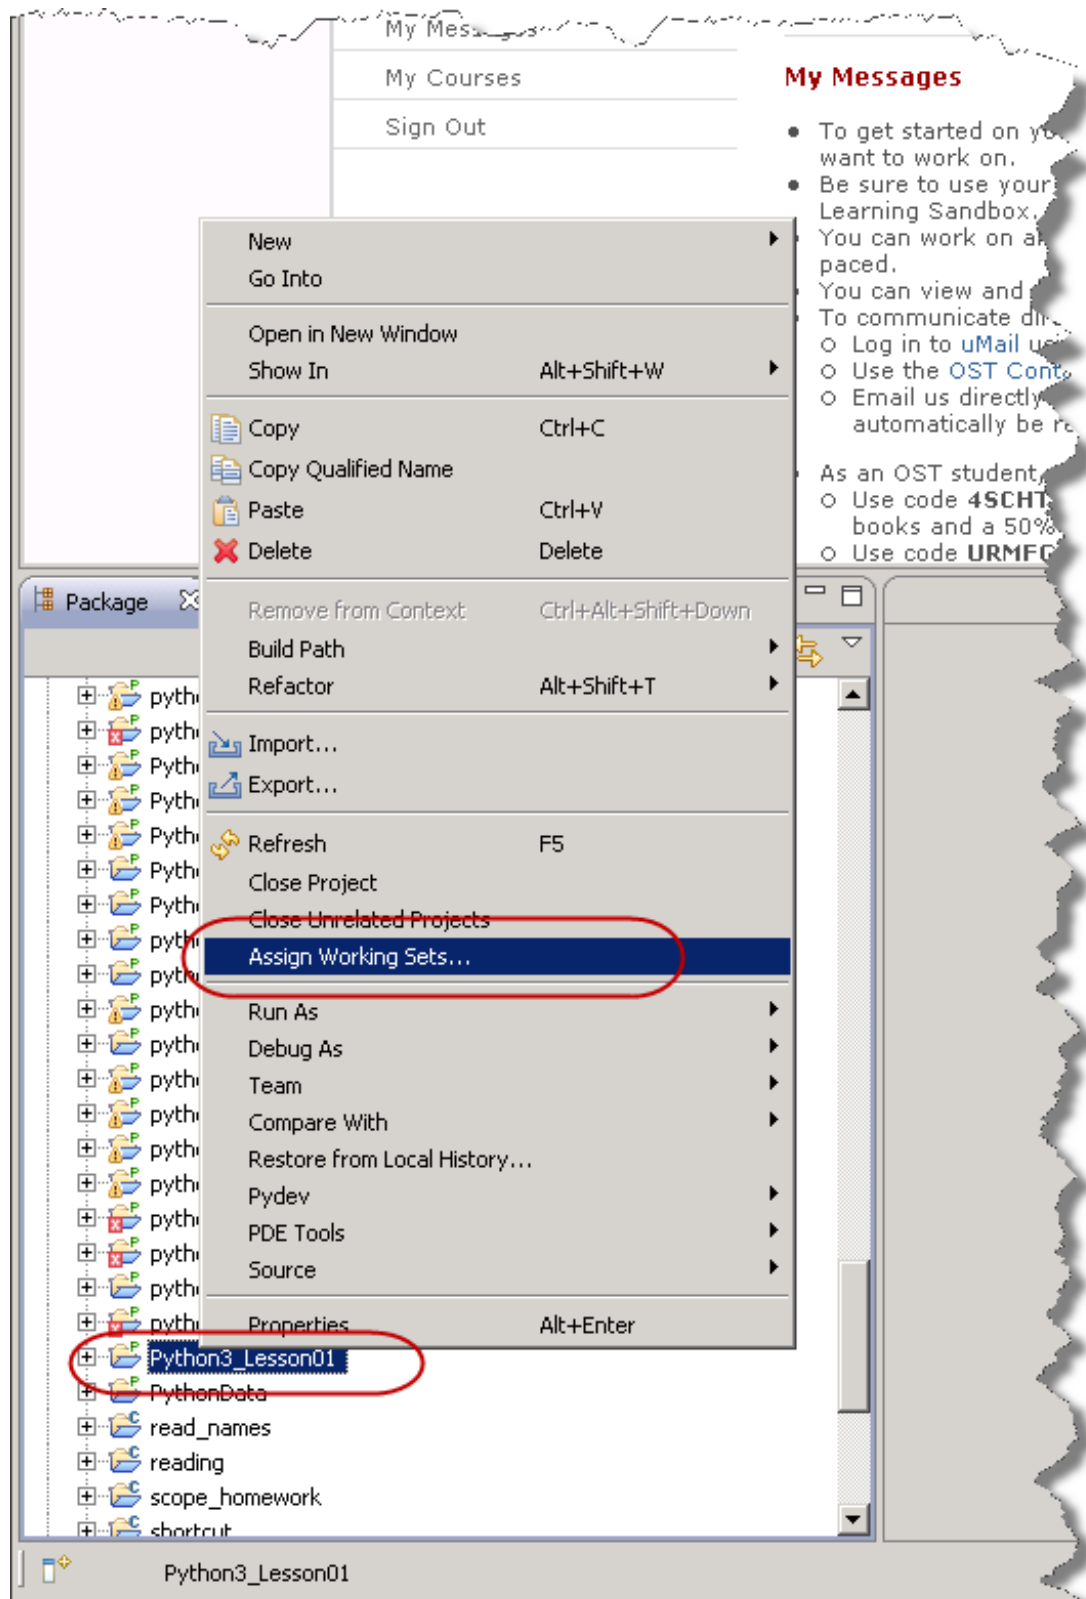 My Messages
My Courses
Sign Out
My Messages
To get started on
want to work on.
Be sure to use your
Learning Sandbox.
You can work on
paced.
You can view and
To communicate
Log in to uMail
Use the OST
Email us directly
automatically be
As an OST student,
Use code 4SCHT
books and a 50%
Use code URMFC
New
Go Into
Open in New Window
Show In Alt+Shift+W
Copy Ctrl+C
Copy Qualified Name
Paste Ctrl+V
Delete Delete
Remove from Context Ctrl+Alt+Shift+Down
Build Path
Refactor Alt+Shift+T
Import...
Export...
Refresh F5
Close Project
Close Unrelated Projects
Assign Working Sets...
Run As
Debug As
Team
Compare With
Restore from Local History...
Pydev
PDE Tools
Source
Properties Alt+Enter
Package
Python3_Lesson01
PythonData
read_names
reading
scope_homework
shortcut
Python3_Lesson01